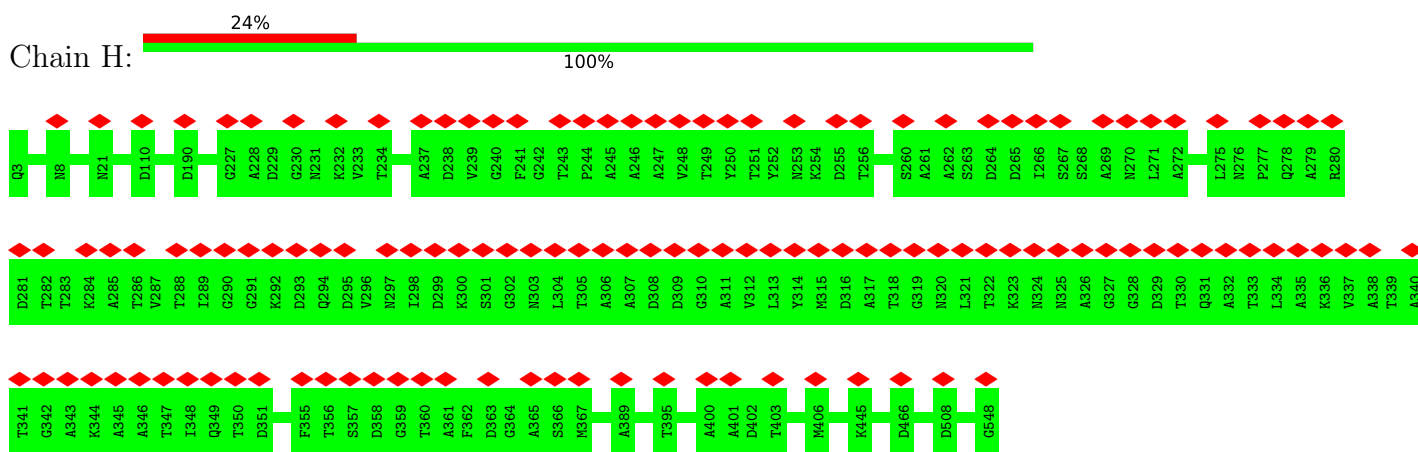 24%
Chain H:
100%
Q3 N8 N21 D110 D190 G227 A228 D229 G230 N231 K232 V233 T234 A237 D238 V239 G240 F241 G242 T243 P244 A245 A246 A247 V248 T249 Y250 T251 Y252 N253 K254 D255 T256 S260 A261 A262 S263 D264 D265 I266 S267 S268 A269 N270 L271 A272 L275 N276 P277 Q278 A279 R280
D281 T282 T283 K284 A285 T286 V287 T288 I289 G290 G291 K292 D293 Q294 D295 V296 N297 I298 D299 K300 S301 G302 N303 L304 T305 A306 A307 D308 D309 G310 A311 V312 L313 Y314 M315 D316 A317 T318 G319 N320 L321 T322 K323 N324 N325 A326 G327 G328 D329 T330 Q331 A332 T333 L334 A335 K336 V337 A338 T339 A340
T341 G342 A343 K344 A345 A346 T347 I348 Q349 T350 D351 F355 T356 S357 D358 G359 T360 A361 F362 D363 G364 A365 S366 M367 A389 T395 A400 A401 D402 T403 M406 K445 D466 D508 G548